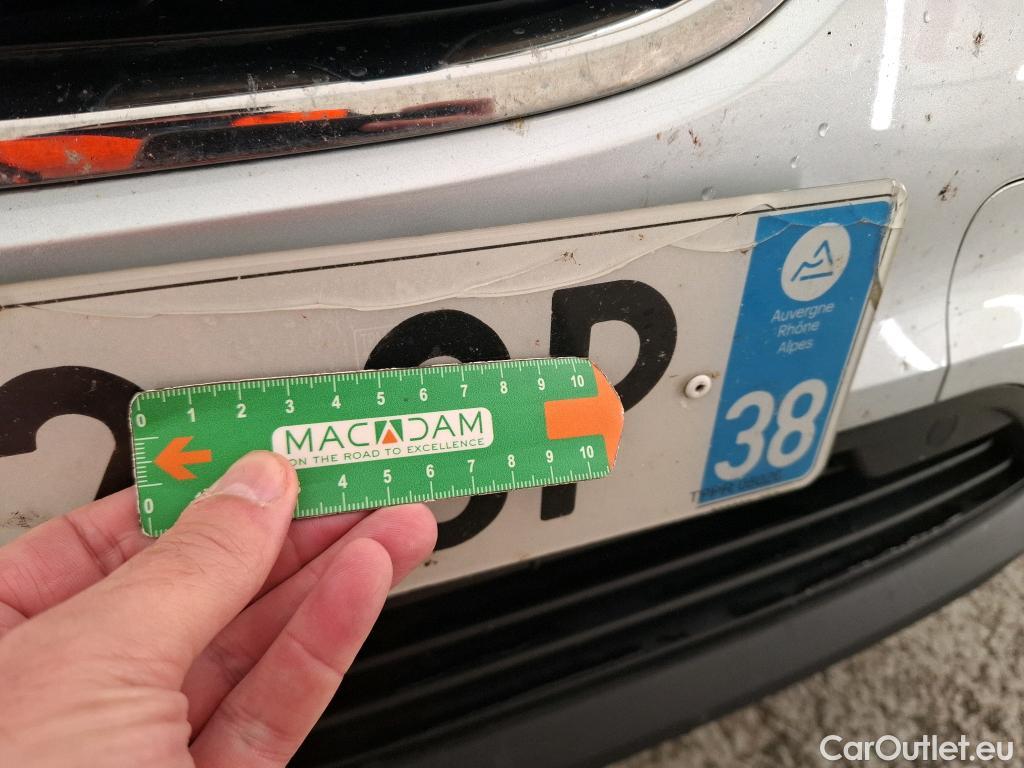 Auvergne
Rhône
Alpes
38
P
0 1 2 3 4 5 6 7 8 9 10
MACADAM
ON THE ROAD TO EXCELLENCE
0 4 5 6 7 8 9 10
CarOutlet.eu